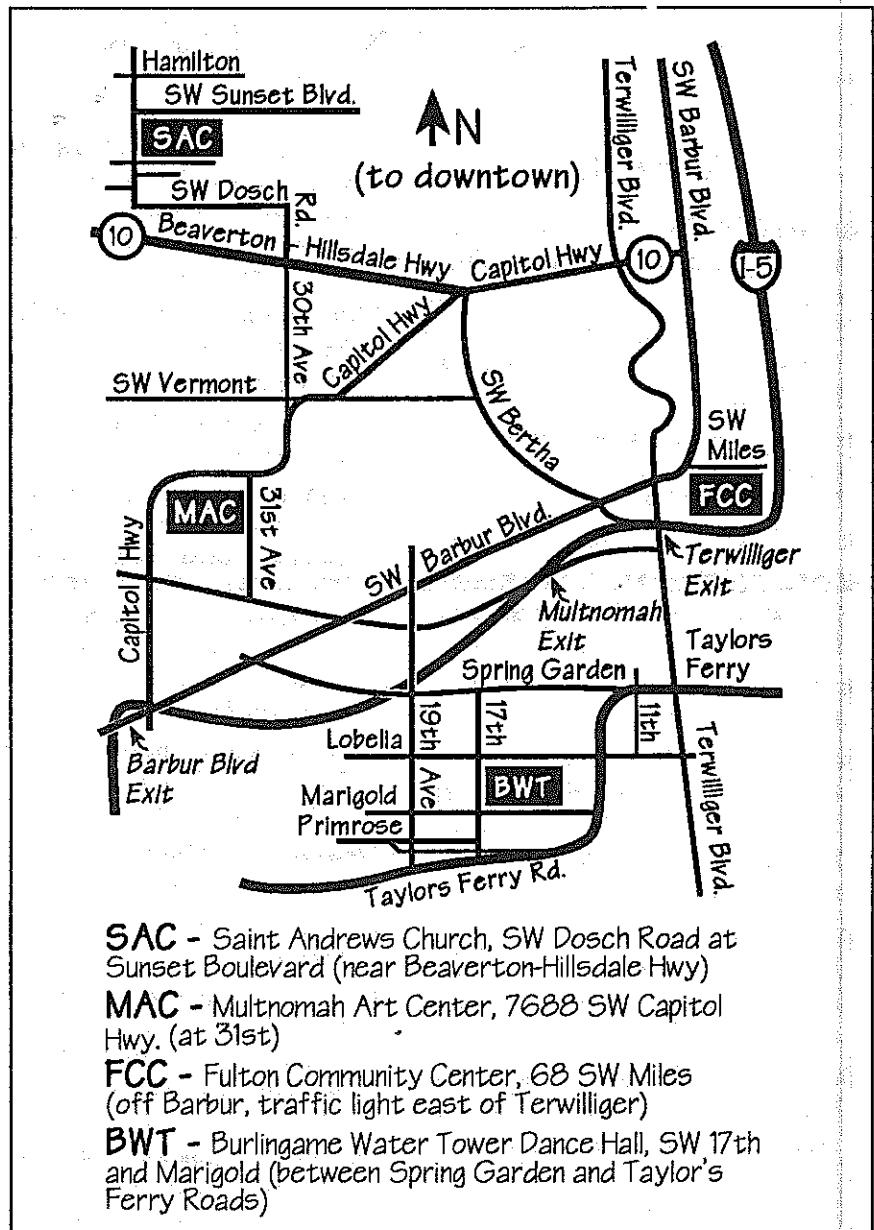 Hamilton
SW Sunset Blvd.
SAC
N
(to downtown)
SW Dosch Rd.
10
Beaverton - Hillsdale Hwy
Capitol Hwy
10
Terwilliger Blvd.
SW Barbur Blvd.
I-5
30th Ave
Capitol Hwy
SW Vermont
SW Bertha
SW
Miles
FCC
MAC
31st Ave
Capitol Hwy
SW Barbur Blvd.
Terwilliger
Exit
Multnomah
Exit
Taylors
Ferry
Spring Garden
Barbur Blvd
Exit
Lobelia
19th Ave
17th
11th
BWT
Marigold
Primrose
Terwilliger Blvd.
Taylors Ferry Rd.
SAC - Saint Andrews Church, SW Dosch Road at
Sunset Boulevard (near Beaverton-Hillsdale Hwy)
MAC - Multnomah Art Center, 7688 SW Capitol
Hwy. (at 31st)
FCC - Fulton Community Center, 68 SW Miles
(off Barbur, traffic light east of Terwilliger)
BWT - Burlingame Water Tower Dance Hall, SW 17th
and Marigold (between Spring Garden and Taylor's
Ferry Roads)